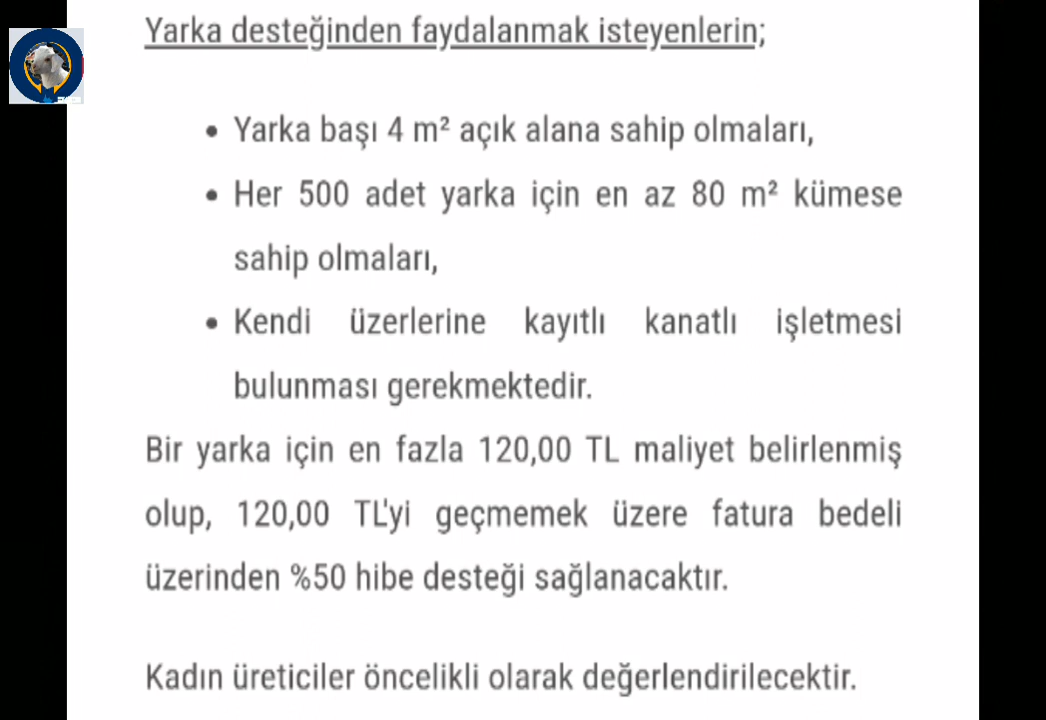 Yarka desteğinden faydalanmak isteyenlerin;
• Yarka başı 4 m² açık alana sahip olmaları,
• Her 500 adet yarka için en az 80 m² kümese
sahip olmaları,
• Kendi üzerlerine kayıtlı kanatlı işletmesi
bulunması gerekmektedir.
Bir yarka için en fazla 120,00 TL maliyet belirlenmiş
olup, 120,00 TL'yi geçmemek üzere fatura bedeli
üzerinden %50 hibe desteği sağlanacaktır.
Kadın üreticiler öncelikli olarak değerlendirilecektir.